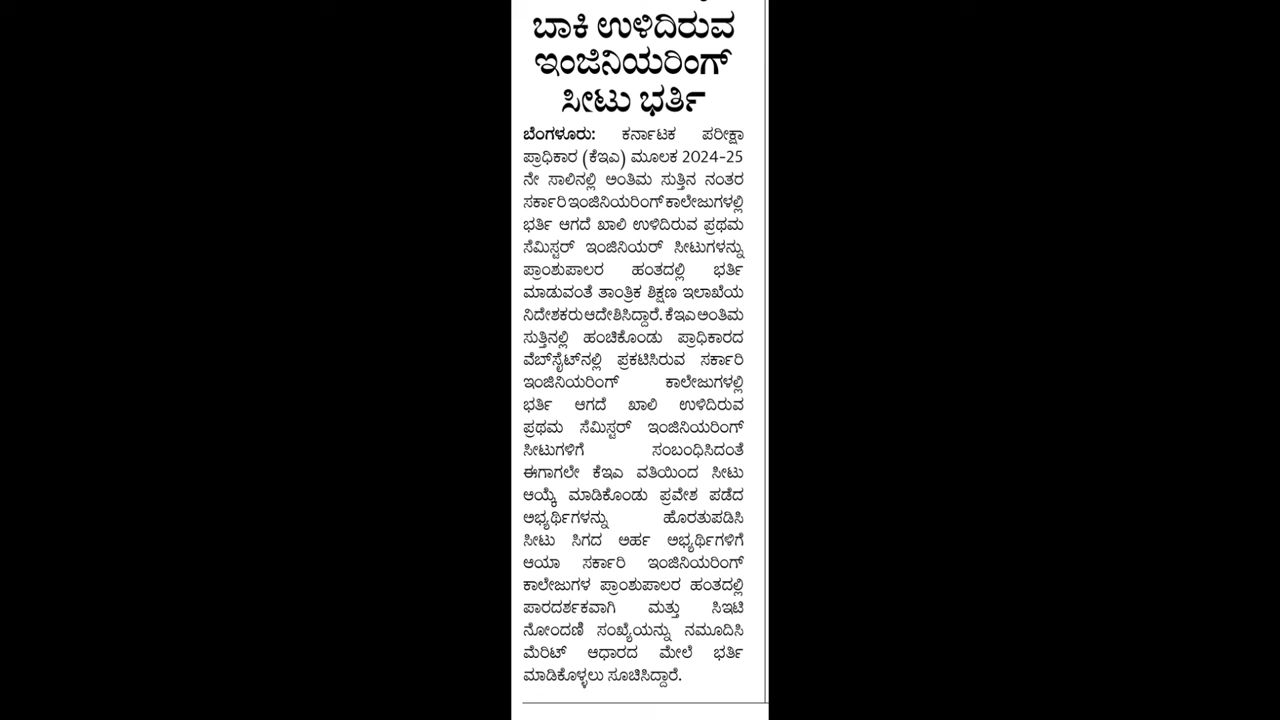 ಬಾಕಿ ಉಳಿದಿರುವ
ಇಂಜಿನಿಯರಿಂಗ್
ಸೀಟು ಭರ್ತಿ
ಬೆಂಗಳೂರು: ಕರ್ನಾಟಕ ಪರೀಕ್ಷಾ
ಪ್ರಾಧಿಕಾರ (ಕೆಇಎ) ಮೂಲಕ 2024-25
ನೇ ಸಾಲಿನಲ್ಲಿ ಅಂತಿಮ ಸುತ್ತಿನ ನಂತರ
ಸರ್ಕಾರಿ ಇಂಜಿನಿಯರಿಂಗ್ ಕಾಲೇಜುಗಳಲ್ಲಿ
ಭರ್ತಿ ಆಗದೆ ಖಾಲಿ ಉಳಿದಿರುವ ಪ್ರಥಮ
ಸೆಮಿಸ್ಟರ್ ಇಂಜಿನಿಯರ್ ಸೀಟುಗಳನ್ನು
ಪ್ರಾಂಶುಪಾಲರ ಹಂತದಲ್ಲಿ ಭರ್ತಿ
ಮಾಡುವಂತೆ ತಾಂತ್ರಿಕ ಶಿಕ್ಷಣ ಇಲಾಖೆಯ
ನಿದೇಶಕರು ಆದೇಶಿಸಿದ್ದಾರೆ. ಕೆಇಎ ಅಂತಿಮ
ಸುತ್ತಿನಲ್ಲಿ ಹಂಚಿಕೊಂಡು ಪ್ರಾಧಿಕಾರದ
ವೆಬ್‌ಸೈಟ್‌ನಲ್ಲಿ ಪ್ರಕಟಿಸಿರುವ ಸರ್ಕಾರಿ
ಇಂಜಿನಿಯರಿಂಗ್ ಕಾಲೇಜುಗಳಲ್ಲಿ
ಭರ್ತಿ ಆಗದೆ ಖಾಲಿ ಉಳಿದಿರುವ
ಪ್ರಥಮ ಸೆಮಿಸ್ಟರ್ ಇಂಜಿನಿಯರಿಂಗ್
ಸೀಟುಗಳಿಗೆ ಸಂಬಂಧಿಸಿದಂತೆ
ಈಗಾಗಲೇ ಕೆಇಎ ವತಿಯಿಂದ ಸೀಟು
ಆಯ್ಕೆ ಮಾಡಿಕೊಂಡು ಪ್ರವೇಶ ಪಡೆದ
ಅಭ್ಯರ್ಥಿಗಳನ್ನು ಹೊರತುಪಡಿಸಿ
ಸೀಟು ಸಿಗದ ಅರ್ಹ ಅಭ್ಯರ್ಥಿಗಳಿಗೆ
ಆಯಾ ಸರ್ಕಾರಿ ಇಂಜಿನಿಯರಿಂಗ್
ಕಾಲೇಜುಗಳ ಪ್ರಾಂಶುಪಾಲರ ಹಂತದಲ್ಲಿ
ಪಾರದರ್ಶಕವಾಗಿ ಮತ್ತು ಸಿಇಟಿ
ನೋಂದಣಿ ಸಂಖ್ಯೆಯನ್ನು ನಮೂದಿಸಿ
ಮೆರಿಟ್ ಆಧಾರದ ಮೇಲೆ ಭರ್ತಿ
ಮಾಡಿಕೊಳ್ಳಲು ಸೂಚಿಸಿದ್ದಾರೆ.